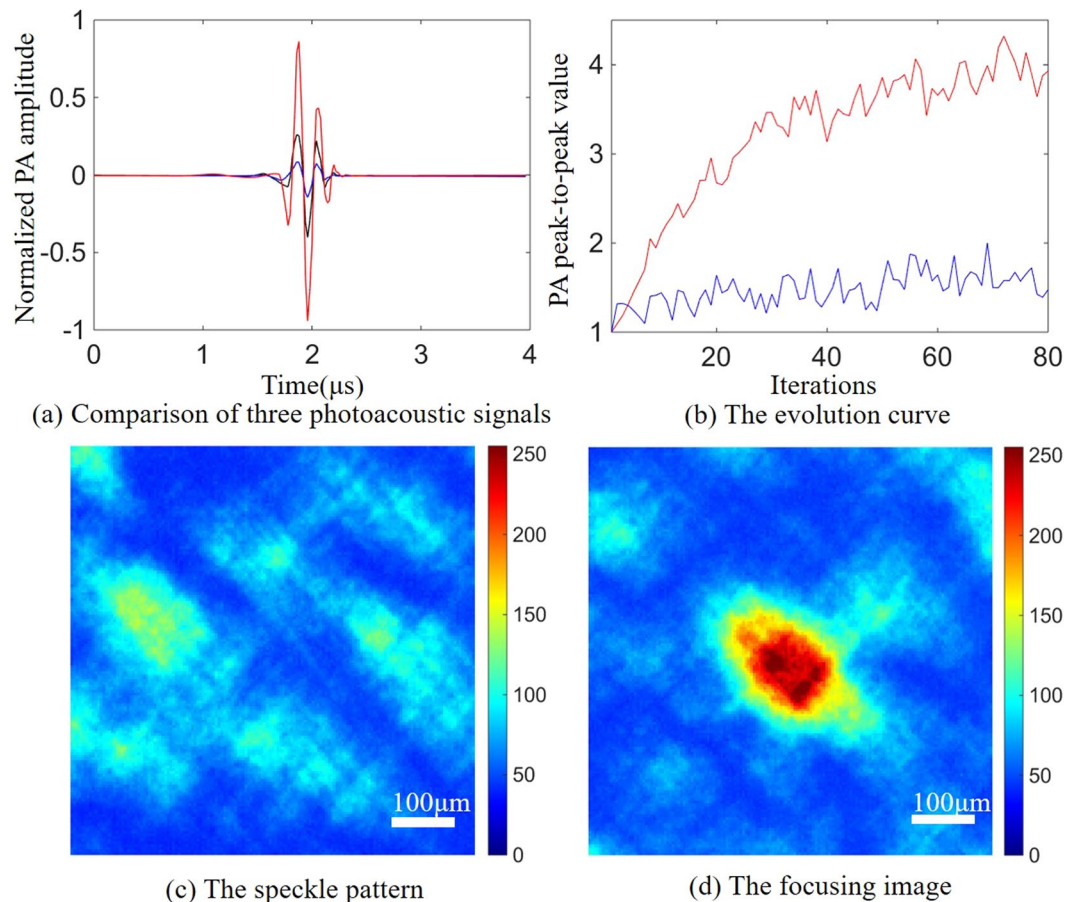 1
0.5
0
-0.5
-1
Normalized PA amplitude
0 1 2 3 4
Time(μs)
(a) Comparison of three photoacoustic signals
4
3
2
1
PA peak-to-peak value
20 40 60 80
Iterations
(b) The evolution curve
250
200
150
100
50
0
100μm
(c) The speckle pattern
250
200
150
100
50
0
100μm
(d) The focusing image